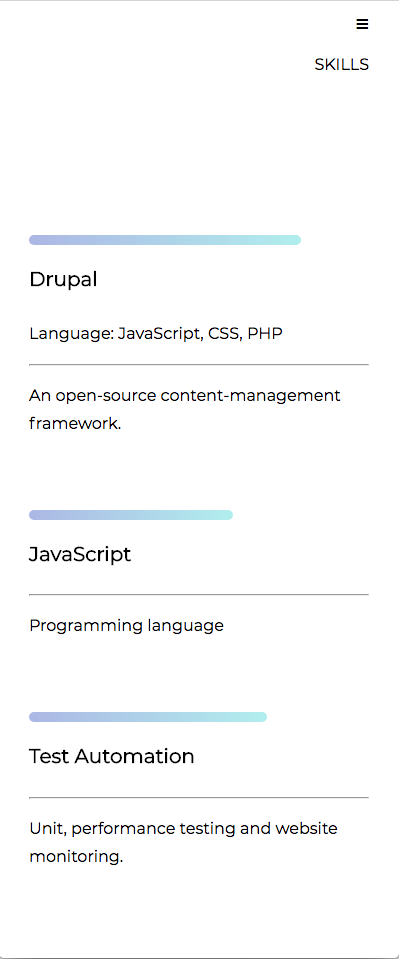 SKILLS
Drupal
Language: JavaScript, CSS, PHP
An open-source content-management
framework.
JavaScript
Programming language
Test Automation
Unit, performance testing and website
monitoring.